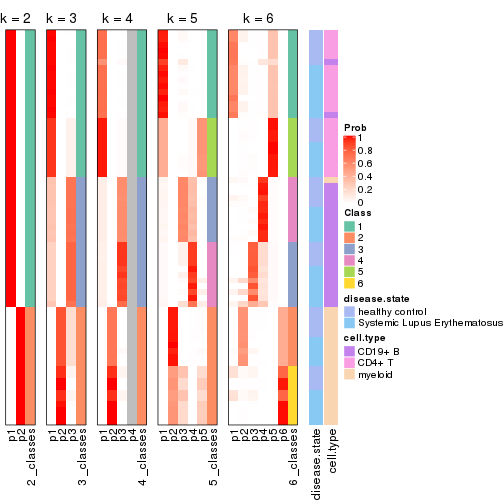 k = 2
k = 3
k = 4
k = 5
k = 6
p1
p2
2_classes
p1
p2
p3
3_classes
p1
p2
p3
p4
4_classes
p1
p2
p3
p4
p5
5_classes
p1
p2
p3
p4
p5
p6
6_classes
disease.state
cell.type
Prob
1
0.8
0.6
0.4
0.2
0
Class
1
2
3
4
5
6
disease.state
healthy control
Systemic Lupus Erythematosus
cell.type
CD19+ B
CD4+ T
myeloid